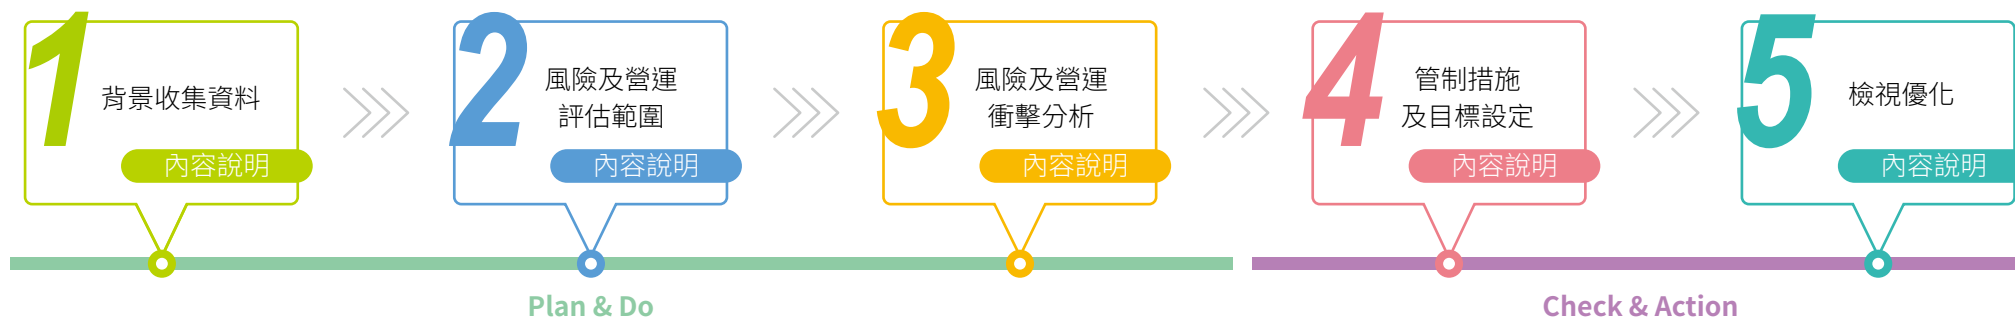 1
背景收集資料
內容說明
2
風險及營運
評估範圍
內容說明
3
風險及營運
衝擊分析
內容說明
4
管制措施
及目標設定
內容說明
5
檢視優化
內容說明
Plan & Do
Check & Action